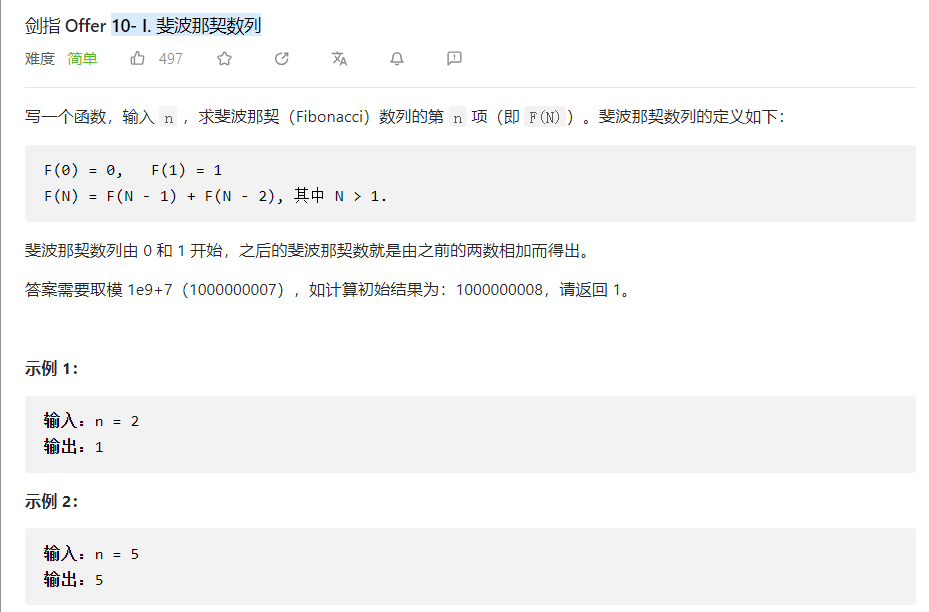 剑指 Offer 10- I. 斐波那契数列
难度 简单 497
写一个函数，输入 n ，求斐波那契（Fibonacci）数列的第 n 项（即 F(N)）。斐波那契数列的定义如下：
F(0) = 0,   F(1) = 1
F(N) = F(N - 1) + F(N - 2), 其中 N > 1.
斐波那契数列由 0 和 1 开始，之后的斐波那契数就是由之前的两数相加而得出。
答案需要取模 1e9+7（1000000007），如计算初始结果为：1000000008，请返回 1。
示例 1：
输入：n = 2
输出：1
示例 2：
输入：n = 5
输出：5